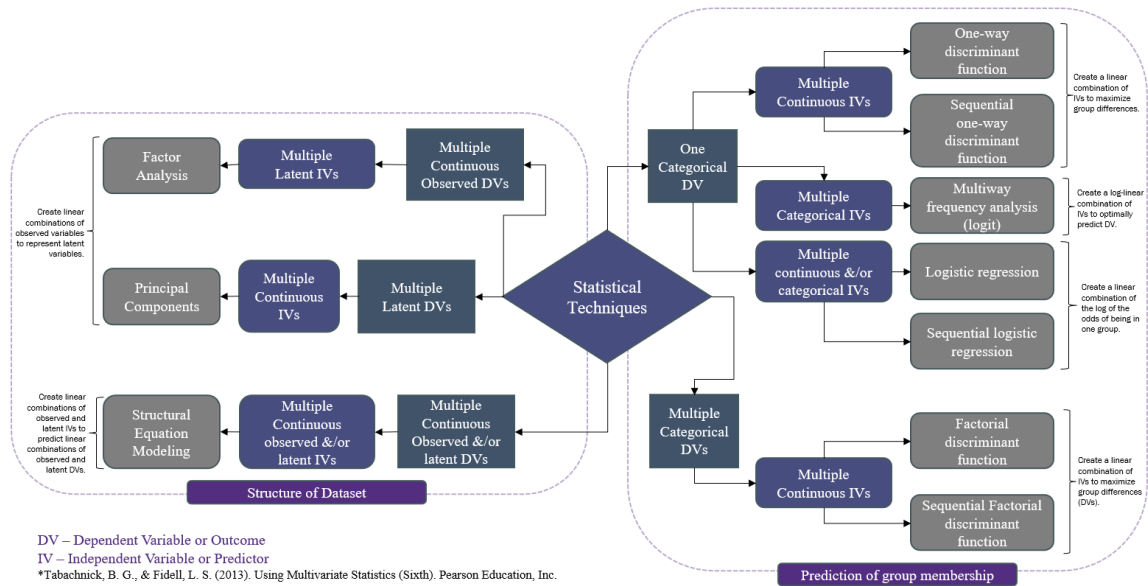 Factor
Analysis
Multiple
Latent IVs
Multiple
Continuous
Observed DVs
Create linear
combinations of
observed variables
to represent latent
variables.
Principal
Components
Multiple
Continuous
IVs
Multiple
Latent DVs
Create linear
combinations of
observed and
latent IVs to
predict linear
combinations of
observed and
latent DVs.
Structural
Equation
Modeling
Multiple
Continuous
observed &/or
latent IVs
Multiple
Continuous
Observed &/or
latent DVs
Structure of Dataset
Statistical
Techniques
One
Categorical
DV
Multiple
Continuous IVs
One-way
discriminant
function
Sequential
one-way
discriminant
function
Create a linear
combination of
IVs to maximize
group differences.
Multiple
Categorical IVs
Multiway
frequency analysis
(logit)
Create a log-linear
combination of
IVs to optimally
predict DV.
Multiple
continuous &/or
categorical IVs
Logistic regression
Sequential logistic
regression
Create a linear
combination of
the log of the
odds of being in
one group.
Multiple
Categorical
DVs
Multiple
Continuous IVs
Factorial
discriminant
function
Sequential Factorial
discriminant
function
Create a linear
combination of
IVs to maximize
group differences
(DVs).
Prediction of group membership
DV – Dependent Variable or Outcome
IV – Independent Variable or Predictor
*Tabachnick, B. G., & Fidell, L. S. (2013). Using Multivariate Statistics (Sixth). Pearson Education, Inc.